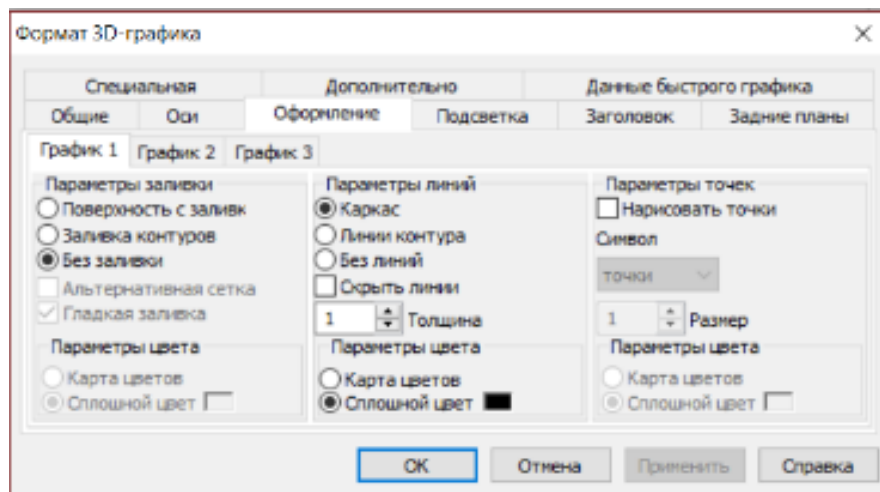 Формат 3D-графика
Специальная Дополнительно Данные быстрого графика
Общие Оси Оформление Подсветка Заголовок Задние планы
График 1 График 2 График 3
Параметры заливки
Поверхность с заливк
Заливка контуров
Без заливки
Альтернативная сетка
Гладкая заливка
Параметры цвета
Карта цветов
Сплошной цвет
Параметры линий
Каркас
Линии контура
Без линий
Скрыть линии
1 Толщина
Параметры цвета
Карта цветов
Сплошной цвет
Параметры точек
Нарисовать точки
Символ
точки
1 Размер
Параметры цвета
Карта цветов
Сплошной цвет
ОК Отмена Применить Справка